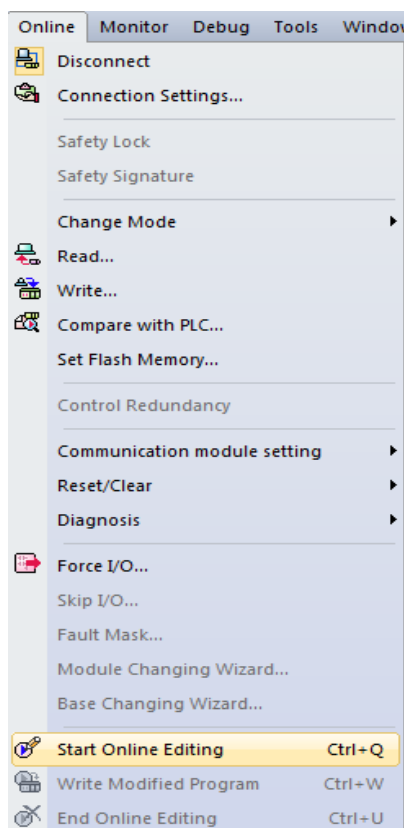 Online Monitor Debug Tools Windo
Disconnect
Connection Settings...
Safety Lock
Safety Signature
Change Mode
Read...
Write...
Compare with PLC...
Set Flash Memory...
Control Redundancy
Communication module setting
Reset/Clear
Diagnosis
Force I/O...
Skip I/O...
Fault Mask...
Module Changing Wizard...
Base Changing Wizard...
Start Online Editing Ctrl+Q
Write Modified Program Ctrl+W
End Online Editing Ctrl+U